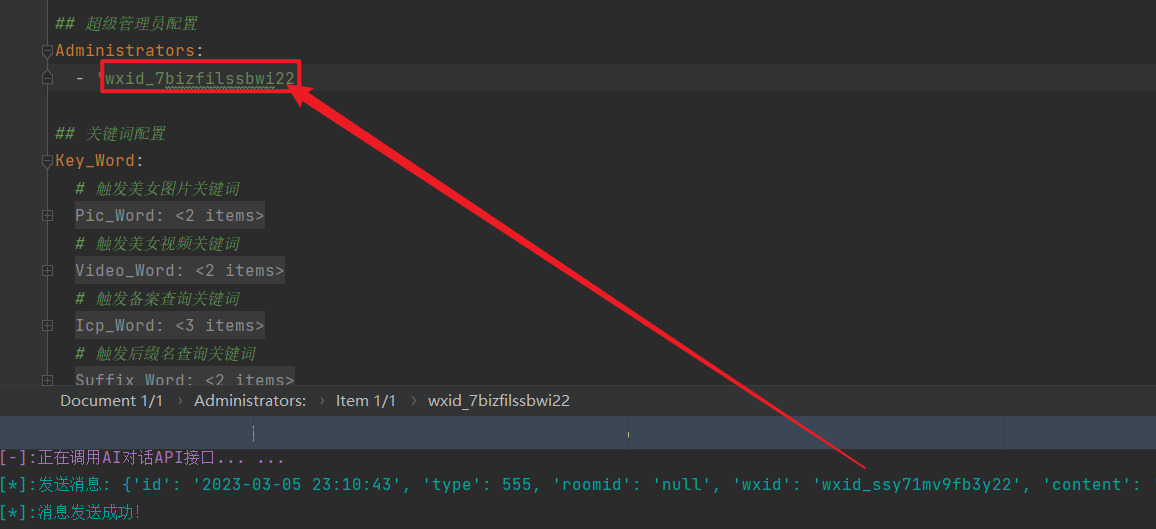 ## 超级管理员配置
Administrators:
- 'wxid_7bizfilssbwi22
## 关键词配置
Key_Word:
# 触发美女图片关键词
Pic_Word: <2 items>
# 触发美女视频关键词
Video_Word: <2 items>
# 触发备案查询关键词
Icp_Word: <3 items>
# 触发后缀名查询关键词
Suffix_Word: <2 items>
Document 1/1 › Administrators: › Item 1/1 › wxid_7bizfilssbwi22
[-]:正在调用AI对话API接口... ...
[*]:发送消息: {'id': '2023-03-05 23:10:43', 'type': 555, 'roomid': 'null', 'wxid': 'wxid_ssy71mv9fb3y22', 'content':
[*]:消息发送成功!